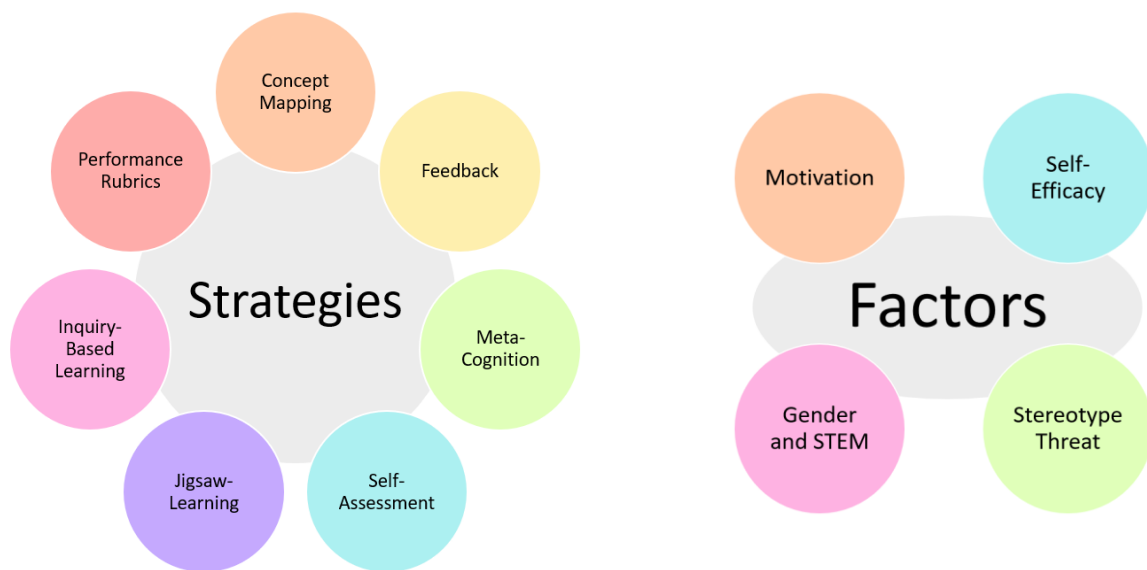 Concept
Mapping
Feedback
Meta-
Cognition
Self-
Assessment
Jigsaw-
Learning
Inquiry-
Based
Learning
Performance
Rubrics
Strategies
Motivation
Self-
Efficacy
Factors
Gender
and STEM
Stereotype
Threat